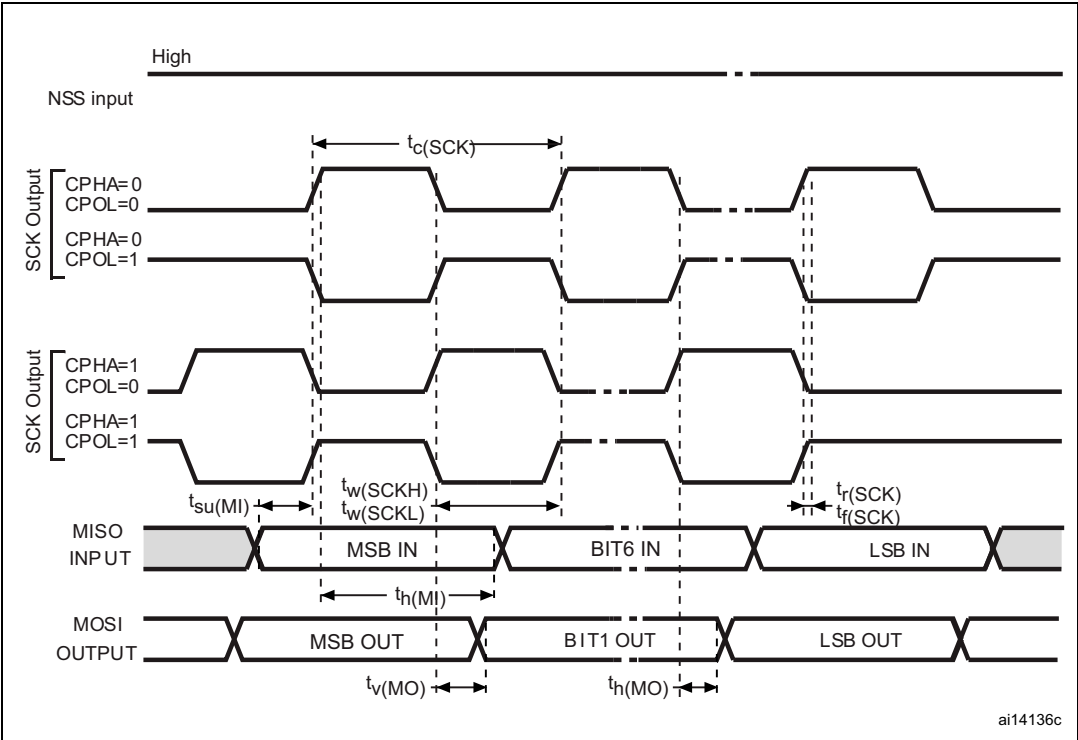 High
NSS input
tc(SCK)
SCK Output
CPHA=0
CPOL=0
CPHA=0
CPOL=1
SCK Output
CPHA=1
CPOL=0
CPHA=1
CPOL=1
tsu(MI)
tw(SCKH)
tw(SCKL)
tr(SCK)
tf(SCK)
MISO
INPUT
MSB IN
BIT6 IN
LSB IN
th(MI)
MOSI
OUTPUT
MSB OUT
BIT1 OUT
LSB OUT
tv(MO)
th(MO)
ai14136c